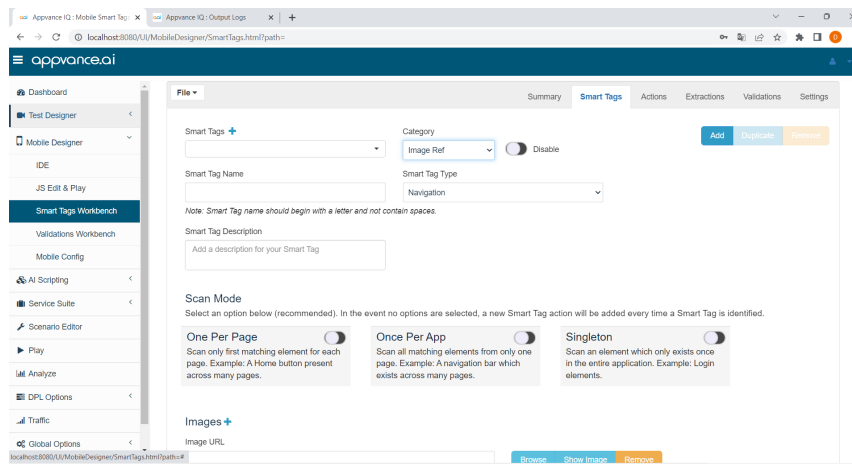 Appvance IQ : Mobile Smart Tag:
Appvance IQ : Output Logs
localhost:8080/UI/MobileDesigner/SmartTags.html?path=
appvance.ai
Dashboard
Test Designer
Mobile Designer
IDE
JS Edit & Play
Smart Tags Workbench
Validations Workbench
Mobile Config
AI Scripting
Service Suite
Scenario Editor
Play
Analyze
DPL Options
Traffic
Global Options
localhost:8080/UI/MobileDesigner/SmartTags.html?path=#
File
Summary Smart Tags Actions Extractions Validations Settings
Smart Tags
Category
Image Ref
Disable
Add Duplicate Remove
Smart Tag Name
Smart Tag Type
Navigation
Note: Smart Tag name should begin with a letter and not contain spaces.
Smart Tag Description
Add a description for your Smart Tag
Scan Mode
Select an option below (recommended). In the event no options are selected, a new Smart Tag action will be added every time a Smart Tag is identified.
One Per Page
Scan only first matching element for each
page. Example: A Home button present
across many pages.
Once Per App
Scan all matching elements from only one
page. Example: A navigation bar which
exists across many pages.
Singleton
Scan an element which only exists once
in the entire application. Example: Login
elements.
Images
Image URL
Browse Show Image Remove